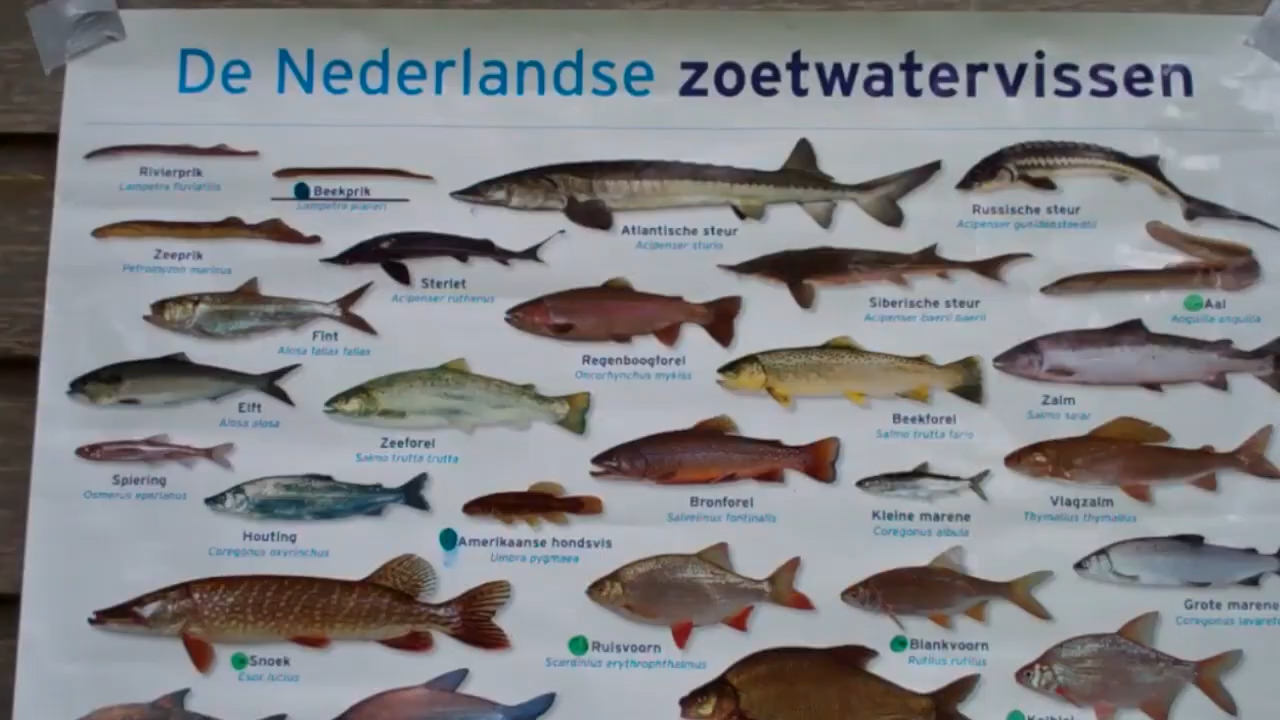 De Nederlandse zoetwatervissen
Rivierprik
Lampetra fluviatilis
Beekprik
Lampetra planeri
Atlantische steur
Acipenser sturio
Russische steur
Acipenser
Zeeprik
Petromyzon marinus
Sterlet
Acipenser ruthenus
Siberische steur
Acipenser baerii baerii
Aal
Anguilla anguilla
Fint
Alosa fallax fallax
Regenboogforel
Oncorhynchus mykiss
Elft
Alosa alosa
Zeeforel
Salmo trutta trutta
Beekforel
Salmo trutta fario
Zalm
Salmo salar
Spiering
Osmerus eperlanus
Bronforel
Salvelinus fontinalis
Kleine marene
Coregonus albula
Vlagzalm
Thymallus thymallus
Houting
Coregonus oxyrinchus
Amerikaanse hondsvis
Umbra pygmaea
Grote marene
Coregonus lavaret
Snoek
Esox lucius
Ruisvoorn
Scardinius erythrophthalmus
Blankvoorn
Rutilus rutilus